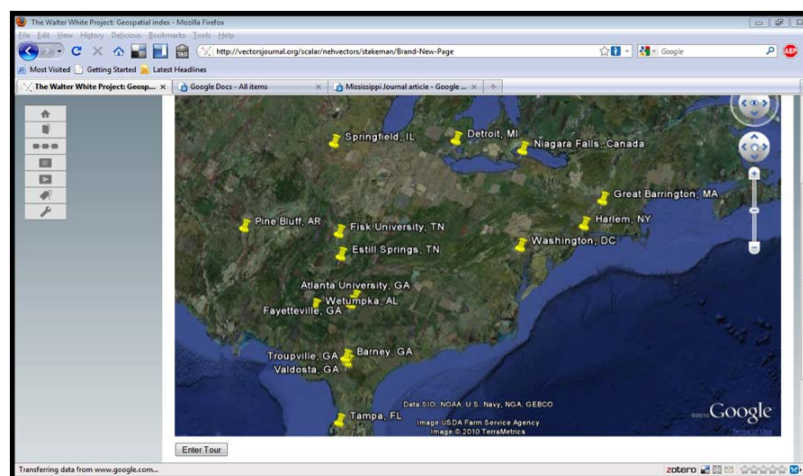 The Walter White Project: Geospatial index - Mozilla Firefox
File Edit View History Delicious Bookmarks Tools Help
http://vectorsjournal.org/scalar/nehvectors/stakeman/Brand-New-Page
Google
ABP
Most Visited Getting Started Latest Headlines
The Walter White Project: Geosp... Google Docs - All items Mississippi Journal article - Google ...
Springfield, IL
Detroit, MI
Niagara Falls, Canada
Great Barrington, MA
Pine Bluff, AR
Fisk University, TN
Harlem, NY
Estill Springs, TN
Washington, DC
Atlanta University, GA
Wetumpka, AL
Fayetteville, GA
Troupville, GA
Barney, GA
Valdosta, GA
Tampa, FL
Data SIO, NOAA, U.S. Navy, NGA, GEBCO
Image USDA Farm Service Agency
Image © 2010 TerraMetrics
©2010 Google
Terms of Use
Enter Tour
Transferring data from www.google.com...
zotero